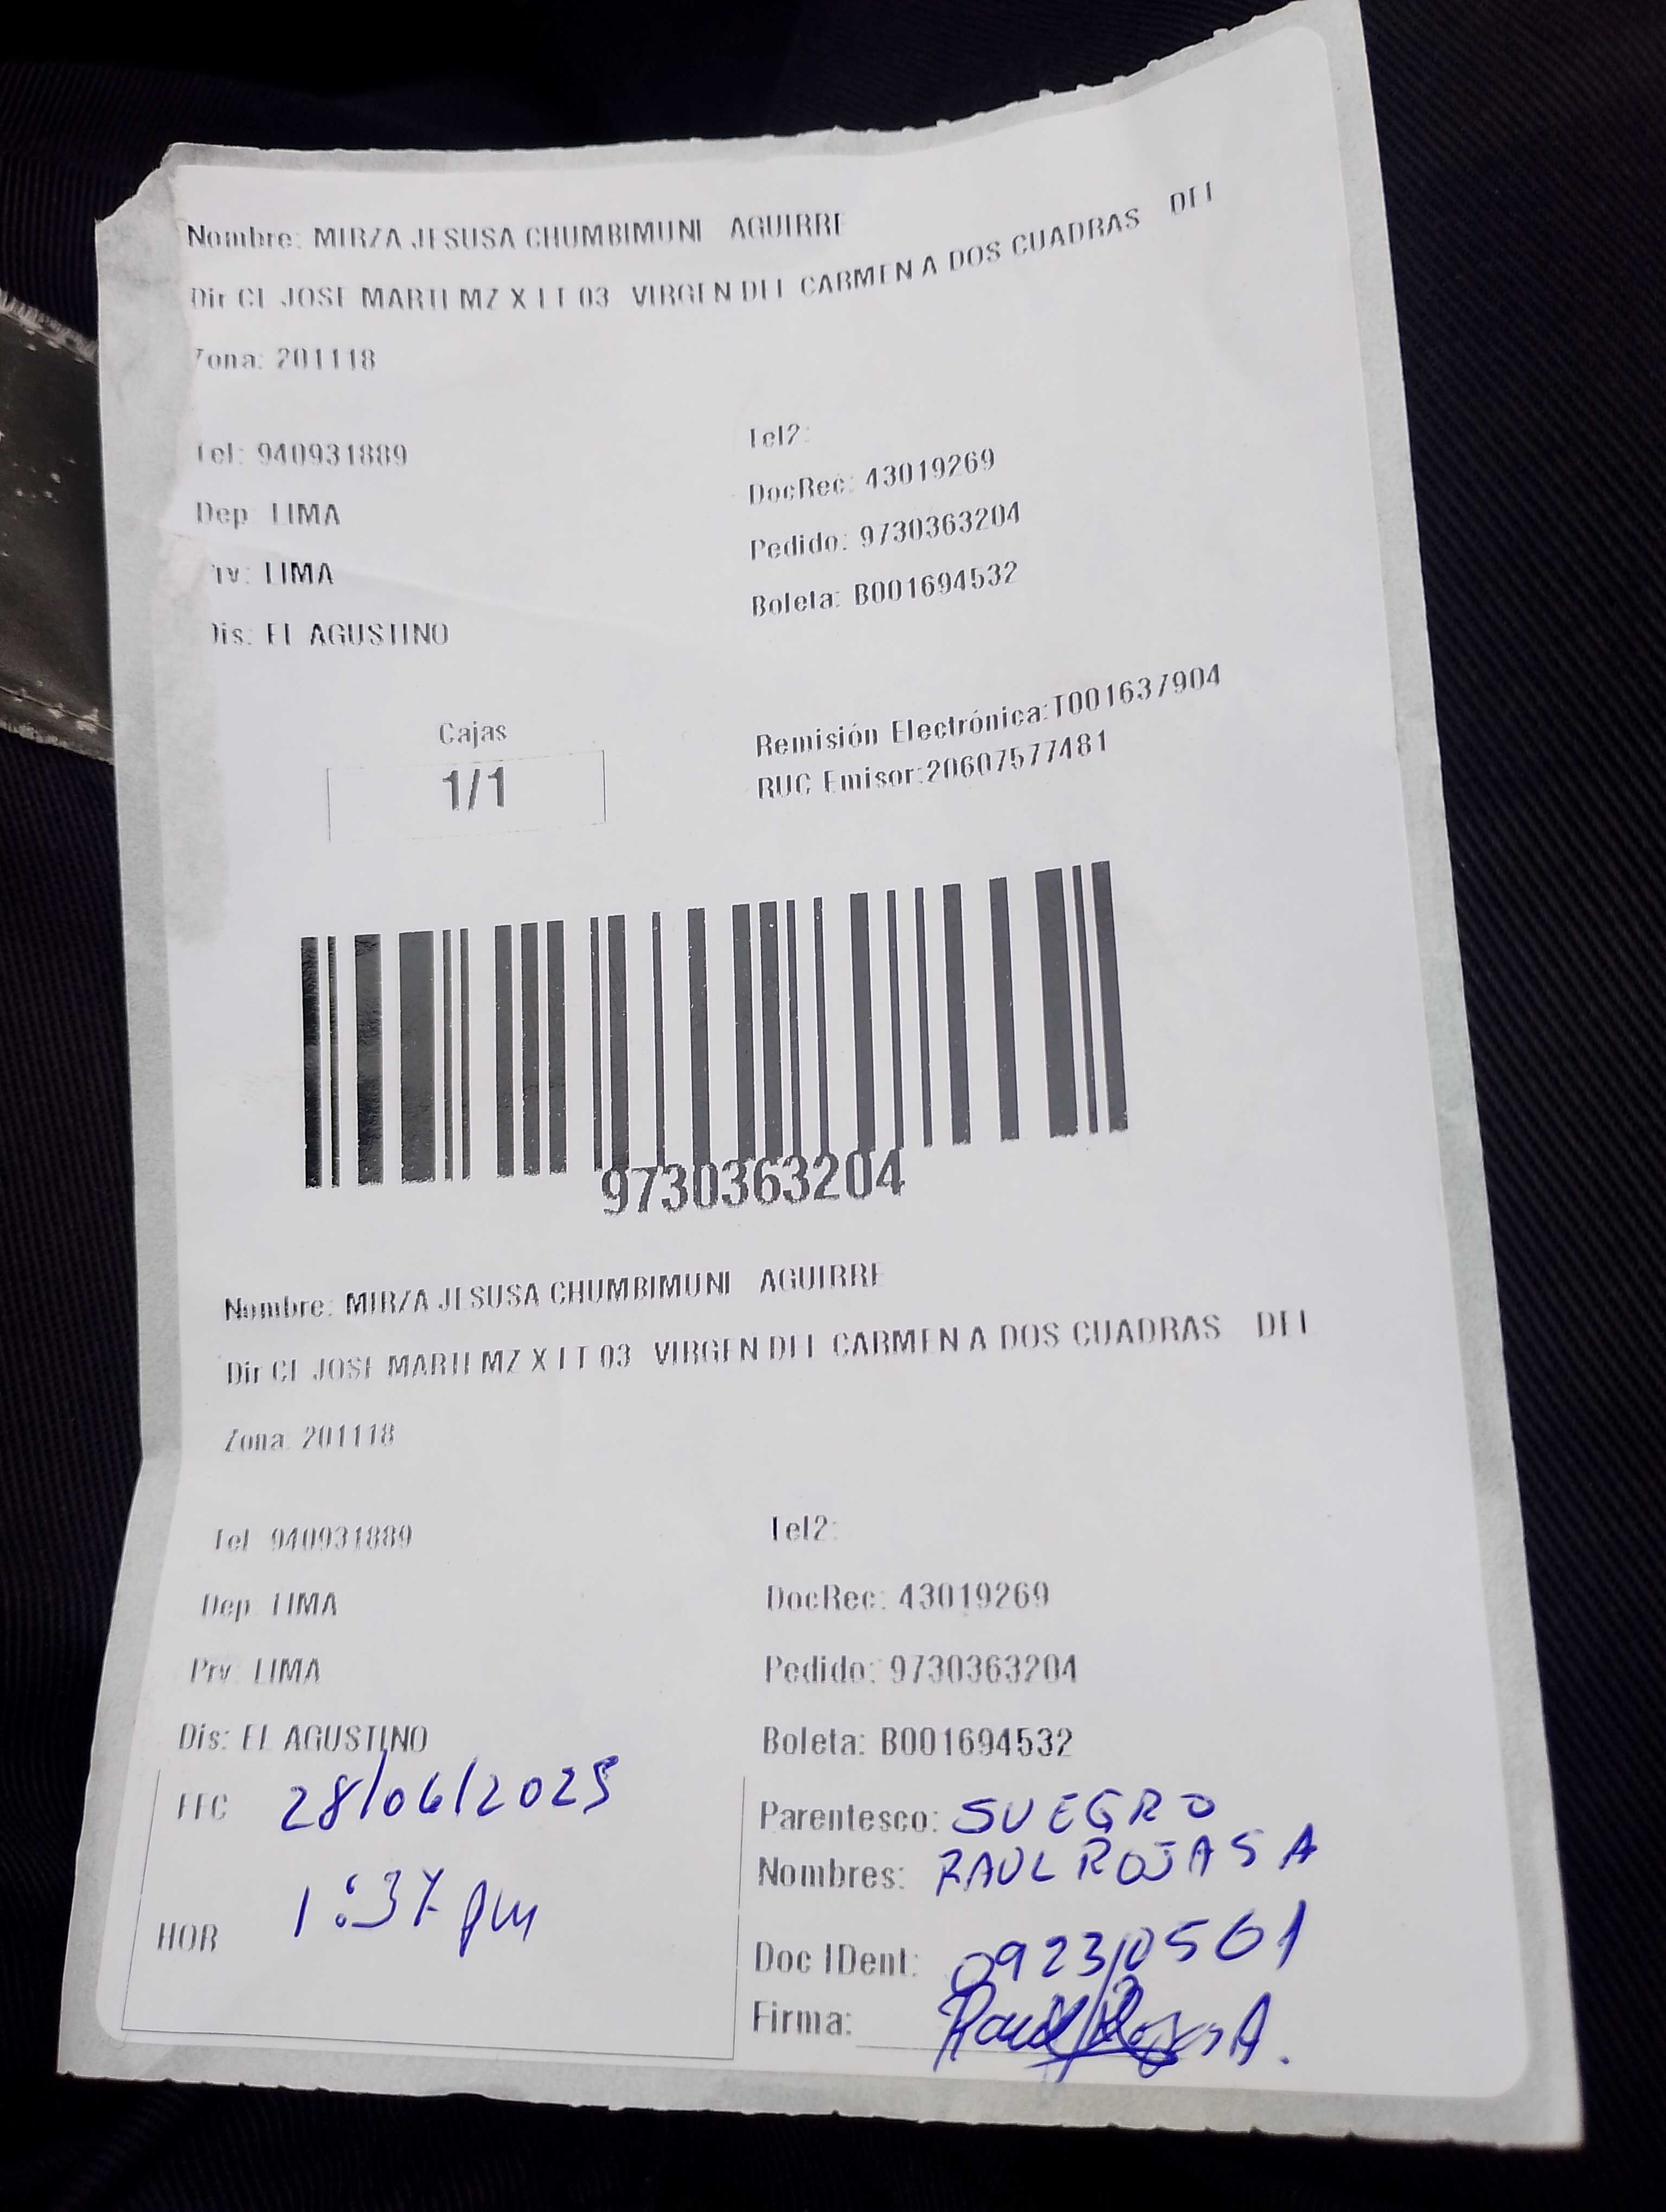 Nombre: MIRZA JESUSA CHUMBIMUNI AGUIRRE
Dir CL JOSE MARTI MZ X LT 03 VIRGEN DEL CARMEN A DOS CUADRAS DEL
Zona: 201118
Tel: 940931889
Tel2:
Dep: LIMA
DocRec: 43019269
Prv: LIMA
Pedido: 9730363204
Dis: EL AGUSTINO
Boleta: B001694532
Cajas
1/1
Remisión Electrónica:T001637904
RUC Emisor:20607577481
9730363204
Nombre: MIRZA JESUSA CHUMBIMUNI AGUIRRE
Dir CL JOSE MARTI MZ X LT 03 VIRGEN DEL CARMEN A DOS CUADRAS DEL
Zona: 201118
Tel: 940931889
Tel2:
Dep: LIMA
DocRec: 43019269
Prv: LIMA
Pedido: 9730363204
Dis: EL AGUSTINO
Boleta: B001694532
FEC 28/06/2025
HOR 1:37 pm
Parentesco: SUEGRO
Nombres: RAUL ROJAS A
Doc IDent: 09230561
Firma: Raul Rojas A.